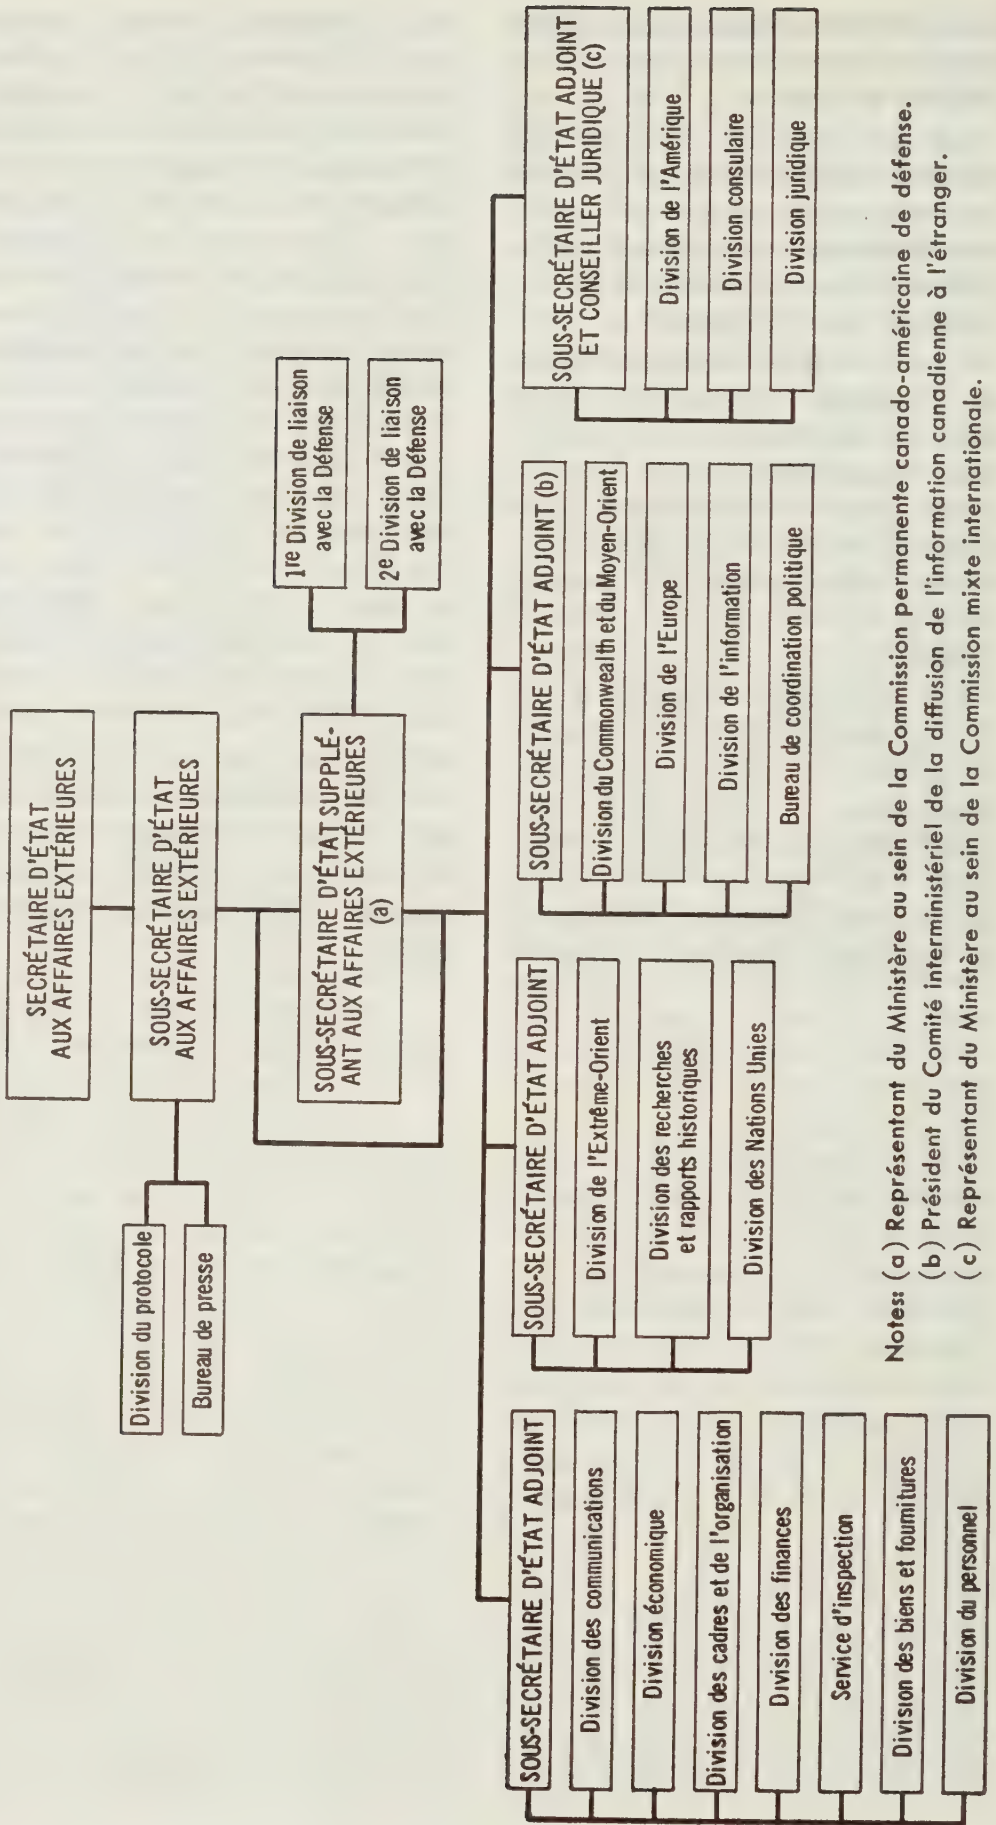 SECRÉTAIRE D'ÉTAT
AUX AFFAIRES EXTÉRIEURES
SOUS-SECRÉTAIRE D'ÉTAT
AUX AFFAIRES EXTÉRIEURES
Division du protocole
Bureau de presse
SOUS-SECRÉTAIRE D'ÉTAT SUPPLÉ-
ANT AUX AFFAIRES EXTÉRIEURES
(a)
1re Division de liaison
avec la Défense
2e Division de liaison
avec la Défense
SOUS-SECRÉTAIRE D'ÉTAT ADJOINT
Division des communications
Division économique
Division des cadres et de l'organisation
Division des finances
Service d'inspection
Division des biens et fournitures
Division du personnel
SOUS-SECRÉTAIRE D'ÉTAT ADJOINT
Division de l'Extrême-Orient
Division des recherches
et rapports historiques
Division des Nations Unies
SOUS-SECRÉTAIRE D'ÉTAT ADJOINT (b)
Division du Commonwealth et du Moyen-Orient
Division de l'Europe
Division de l'information
Bureau de coordination politique
SOUS-SECRÉTAIRE D'ÉTAT ADJOINT
ET CONSEILLER JURIDIQUE (c)
Division de l'Amérique
Division consulaire
Division juridique
Notes: (a) Représentant du Ministère au sein de la Commission permanente canado-américaine de défense.
(b) Président du Comité interministériel de la diffusion de l'information canadienne à l'étranger.
(c) Représentant du Ministère au sein de la Commission mixte internationale.